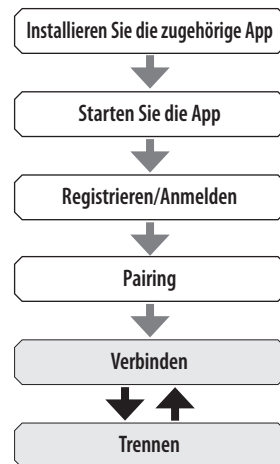 Installieren Sie die zugehörige App
Starten Sie die App
Registrieren/Anmelden
Pairing
Verbinden
Trennen